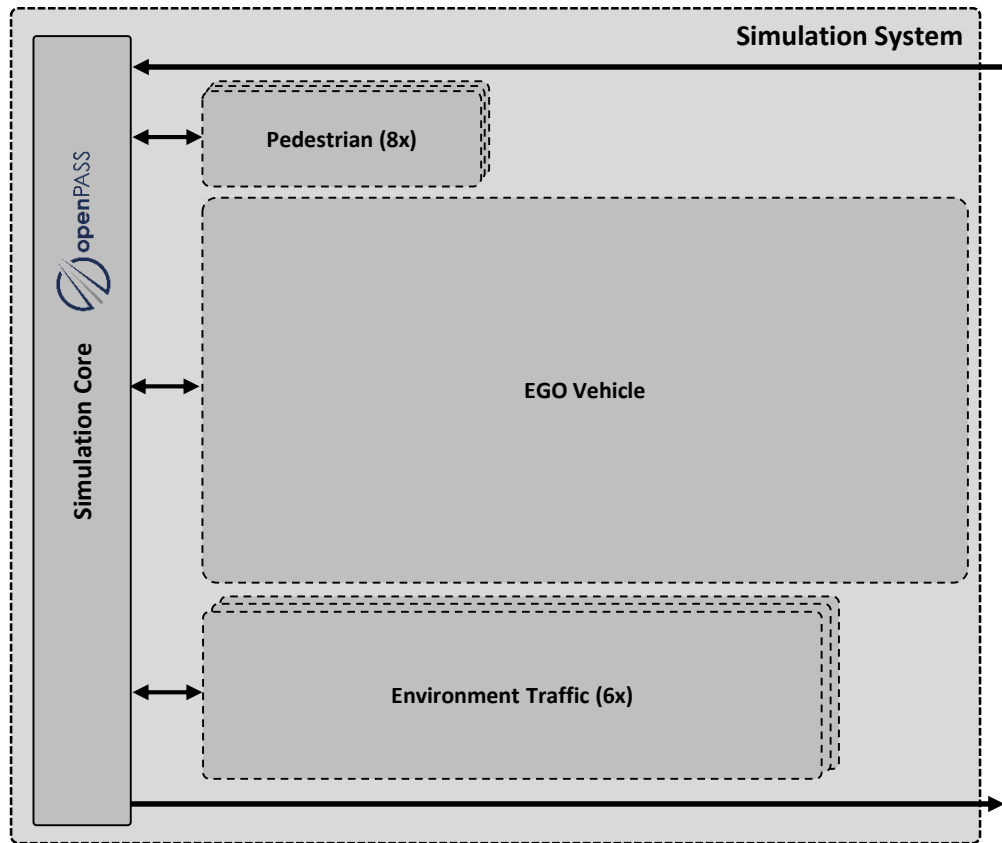 Simulation System
Pedestrian (8x)
openPASS
EGO Vehicle
Simulation Core
Environment Traffic (6x)